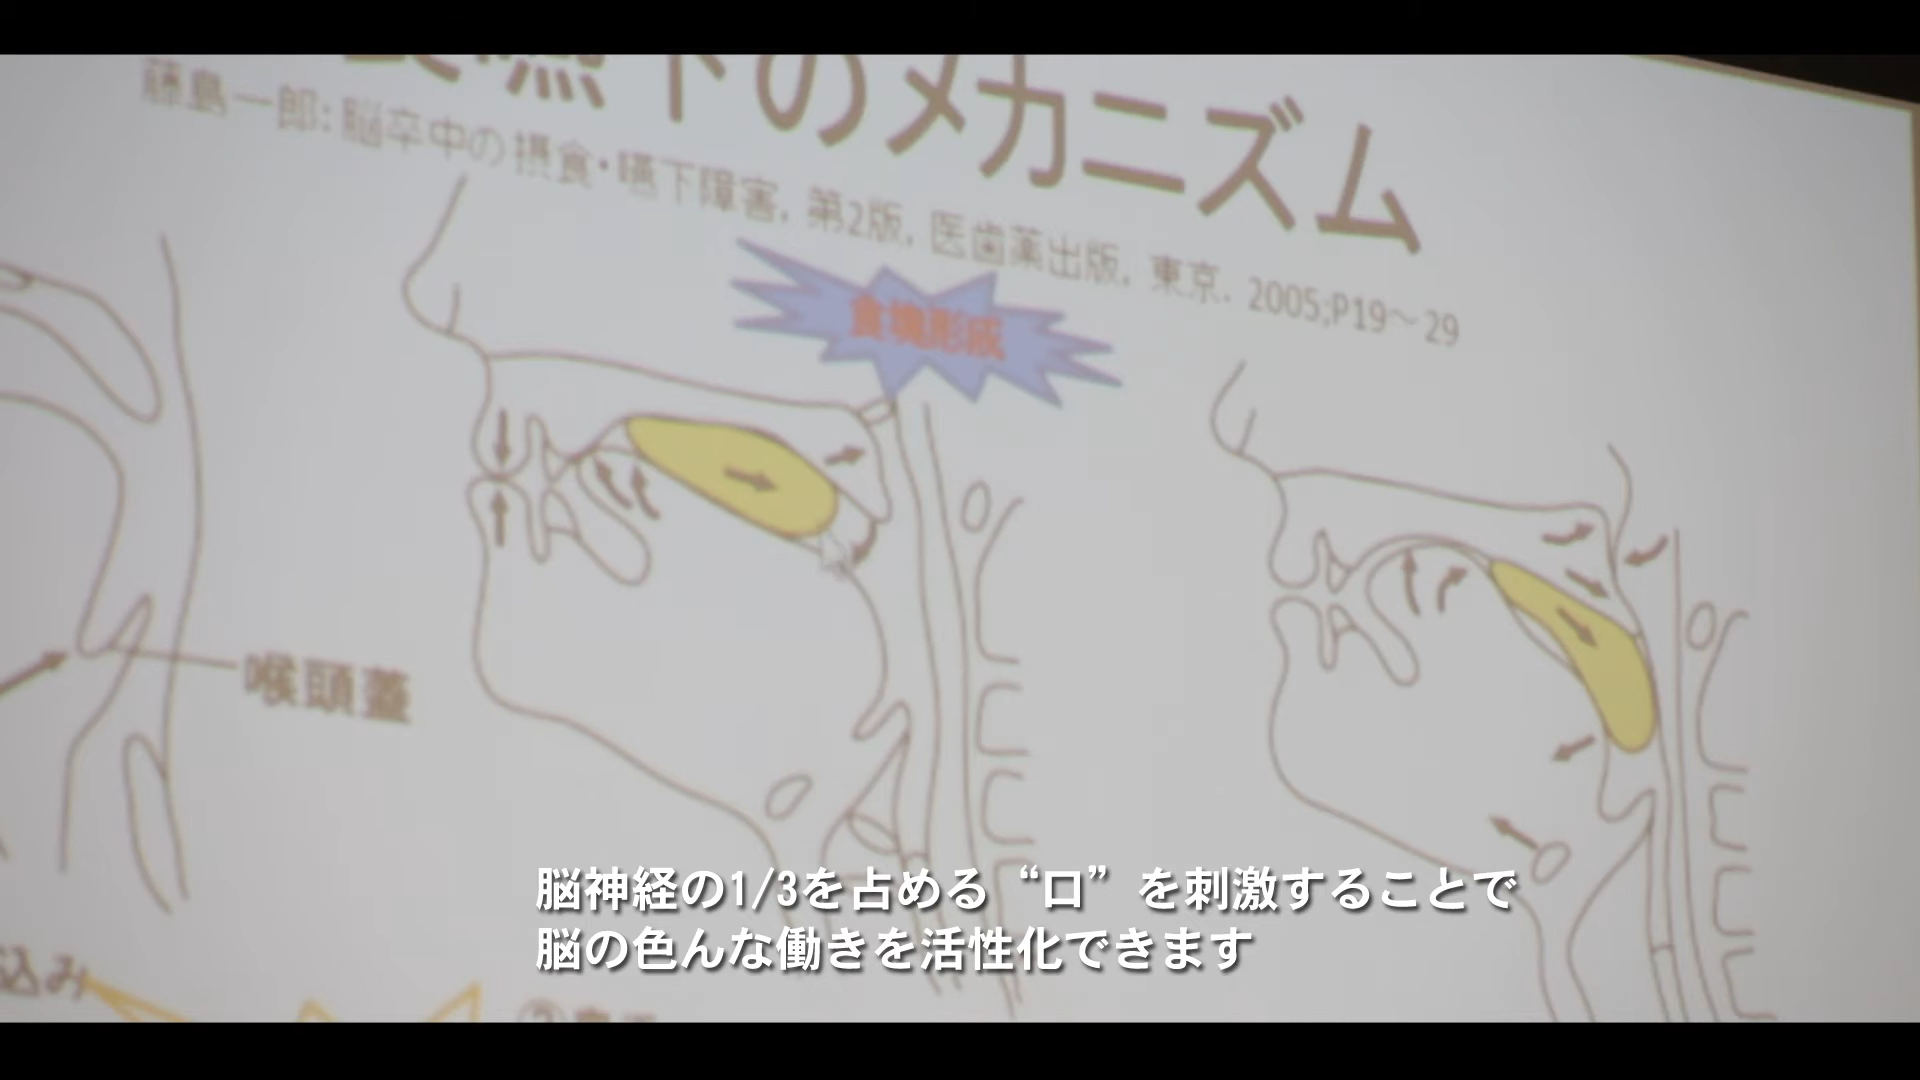 嚥下のメカニズム
藤島一郎:脳卒中の摂食・嚥下障害, 第2版, 医歯薬出版, 東京, 2005;P19～29
食塊形成
喉頭蓋
込み
脳神経の1/3を占める“口”を刺激することで
脳の色んな働きを活性化できます